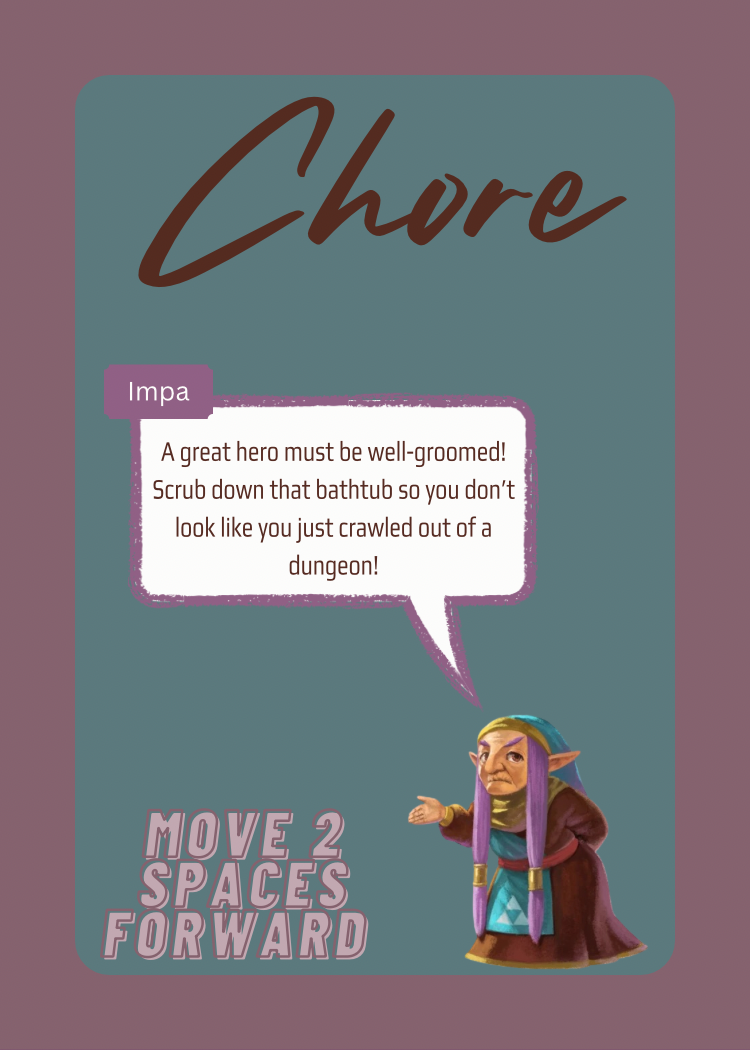 Chore
Impa
A great hero must be well-groomed!
Scrub down that bathtub so you don’t
look like you just crawled out of a
dungeon!
MOVE 2
SPACES
FORWARD